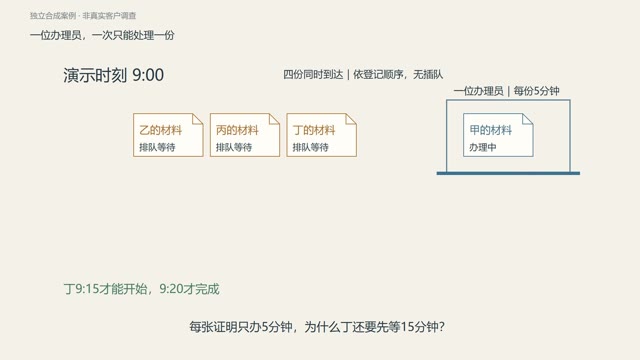 独立合成案例 · 非真实客户调查
一位办理员，一次只能处理一份
演示时刻 9:00
四份同时到达｜依登记顺序，无插队
一位办理员｜每份5分钟
乙的材料
排队等待
丙的材料
排队等待
丁的材料
排队等待
甲的材料
办理中
丁9:15才能开始，9:20才完成
每张证明只办5分钟，为什么丁还要先等15分钟？